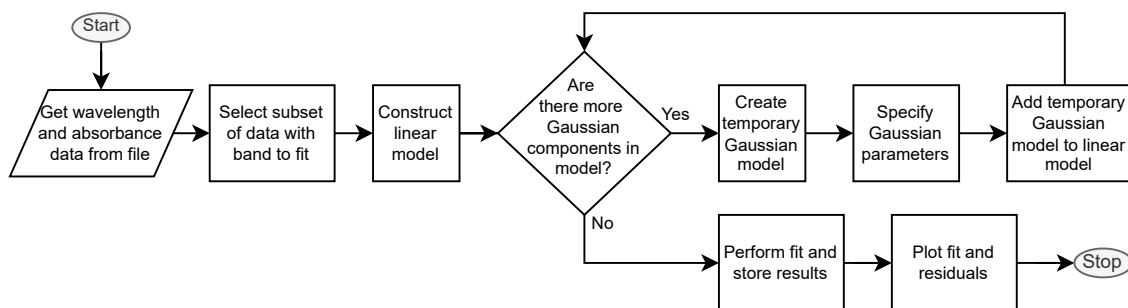 Start
Get wavelength
and absorbance
data from file
Select subset
of data with
band to fit
Construct
linear
model
Are
there more
Gaussian
components in
model?
Yes
Create
temporary
Gaussian
model
Specify
Gaussian
parameters
Add temporary
Gaussian
model to linear
model
No
Perform fit and
store results
Plot fit and
residuals
Stop